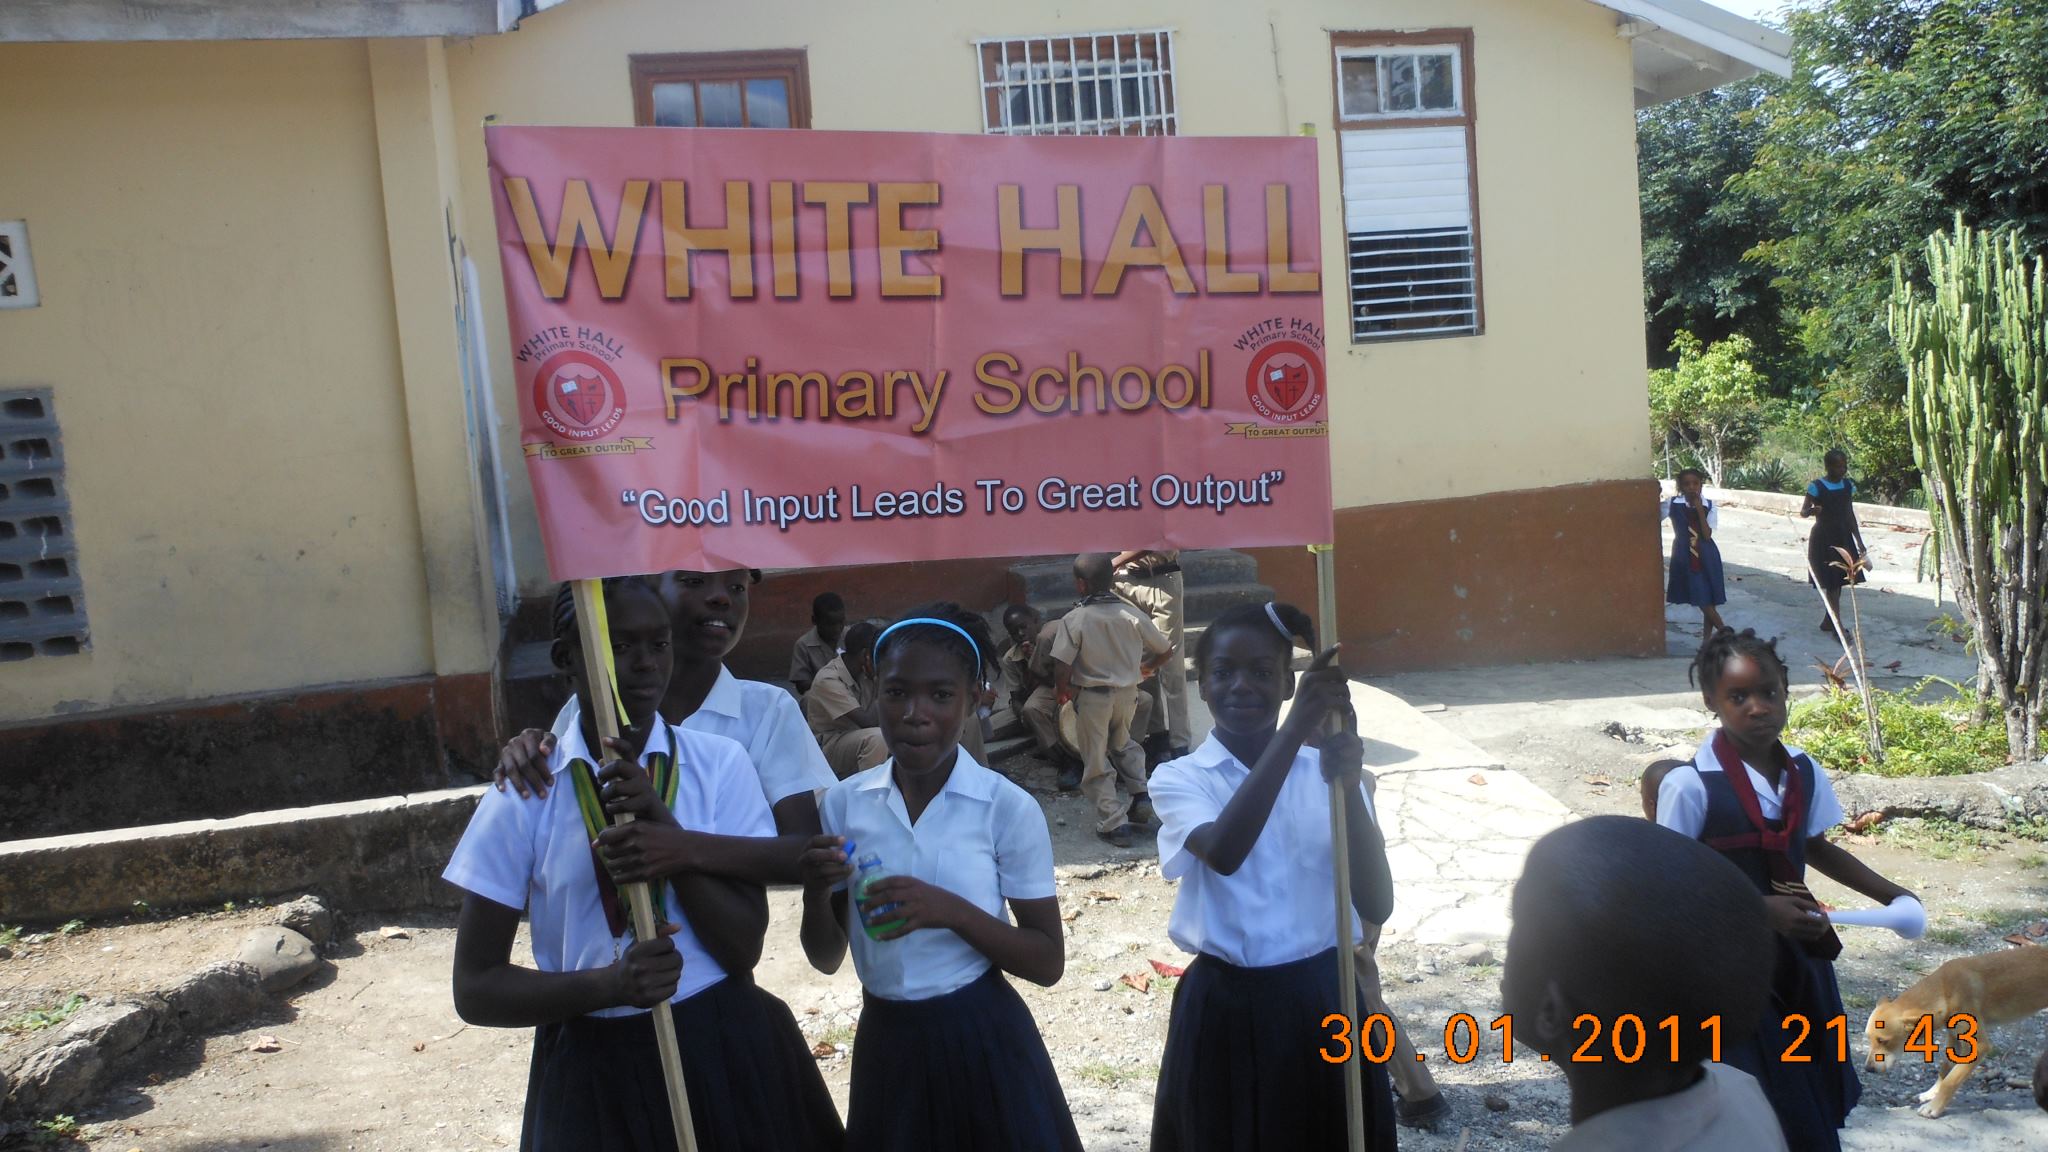 WHITE HALL
WHITE HALL
Primary School
GOOD INPUT LEADS
TO GREAT OUTPUT
Primary School
WHITE HALL
Primary School
GOOD INPUT LEADS
TO GREAT OUTPUT
“Good Input Leads To Great Output”
30.01.2011 21:43